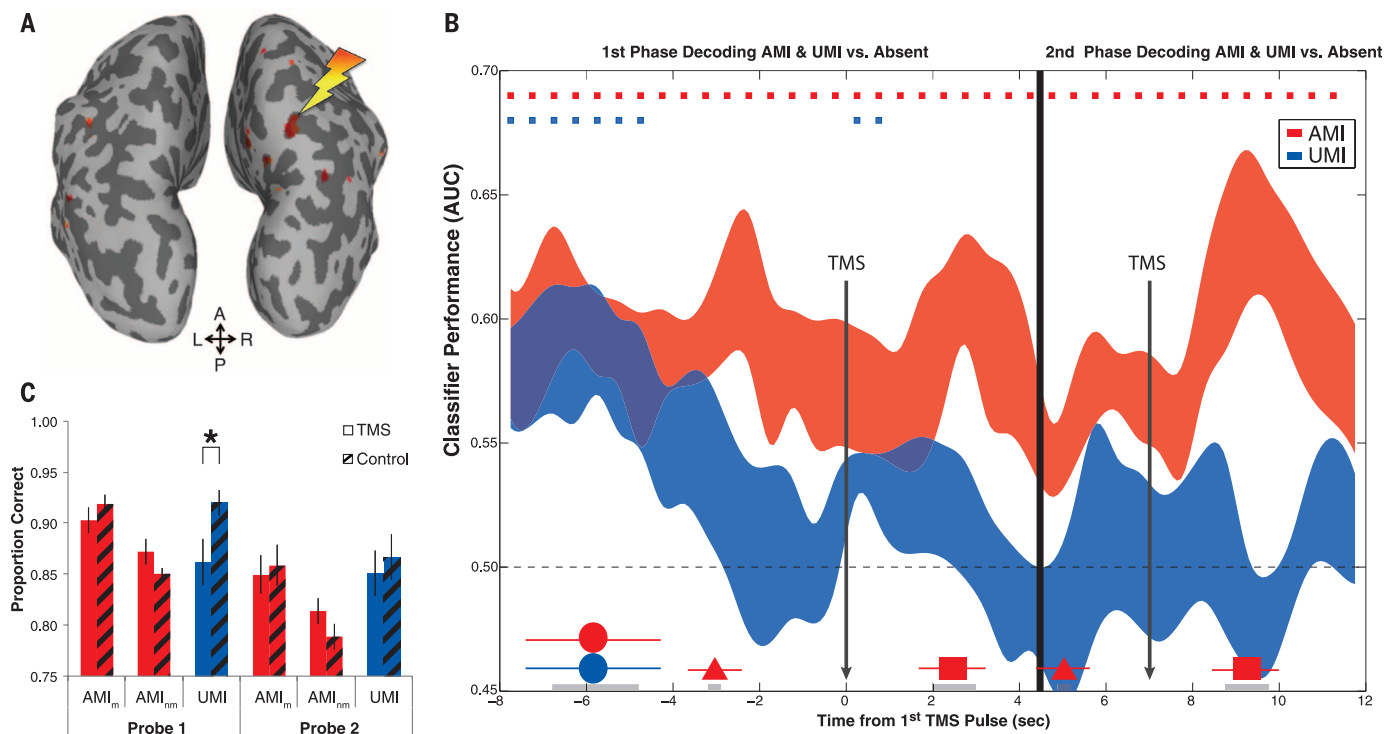 A
A
L R
P
B
1st Phase Decoding AMI & UMI vs. Absent
2nd Phase Decoding AMI & UMI vs. Absent
0.70
0.65
0.60
0.55
0.50
0.45
Classifier Performance (AUC)
AMI
UMI
TMS
TMS
−8 −6 −4 −2 0 2 4 6 8 10 12
Time from 1st TMS Pulse (sec)
C
1.00
0.95
0.90
0.85
0.80
0.75
Proportion Correct
*
TMS
Control
AMIm AMInm UMI AMIm AMInm UMI
Probe 1 Probe 2